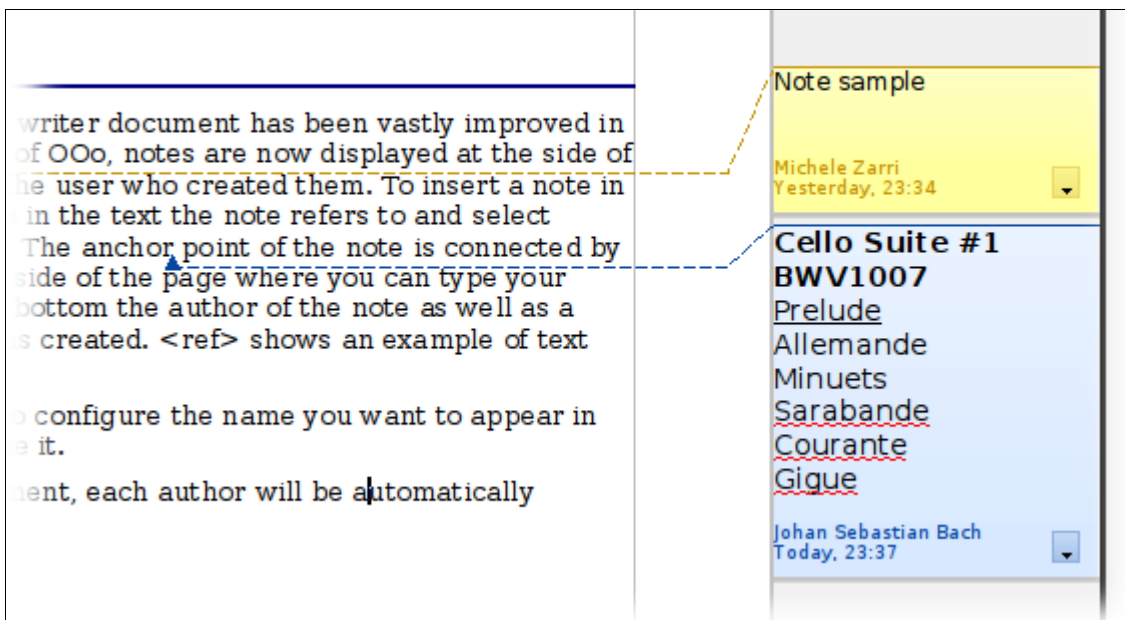 writer document has been vastly improved in
of OOo, notes are now displayed at the side of
he user who created them. To insert a note in
in the text the note refers to and select
The anchor point of the note is connected by
side of the page where you can type your
bottom the author of the note as well as a
s created. <ref> shows an example of text
o configure the name you want to appear in
e it.
ment, each author will be automatically
Note sample
Michele Zarri
Yesterday, 23:34
Cello Suite #1
BWV1007
Prelude
Allemande
Minuets
Sarabande
Courante
Gigue
Johan Sebastian Bach
Today, 23:37